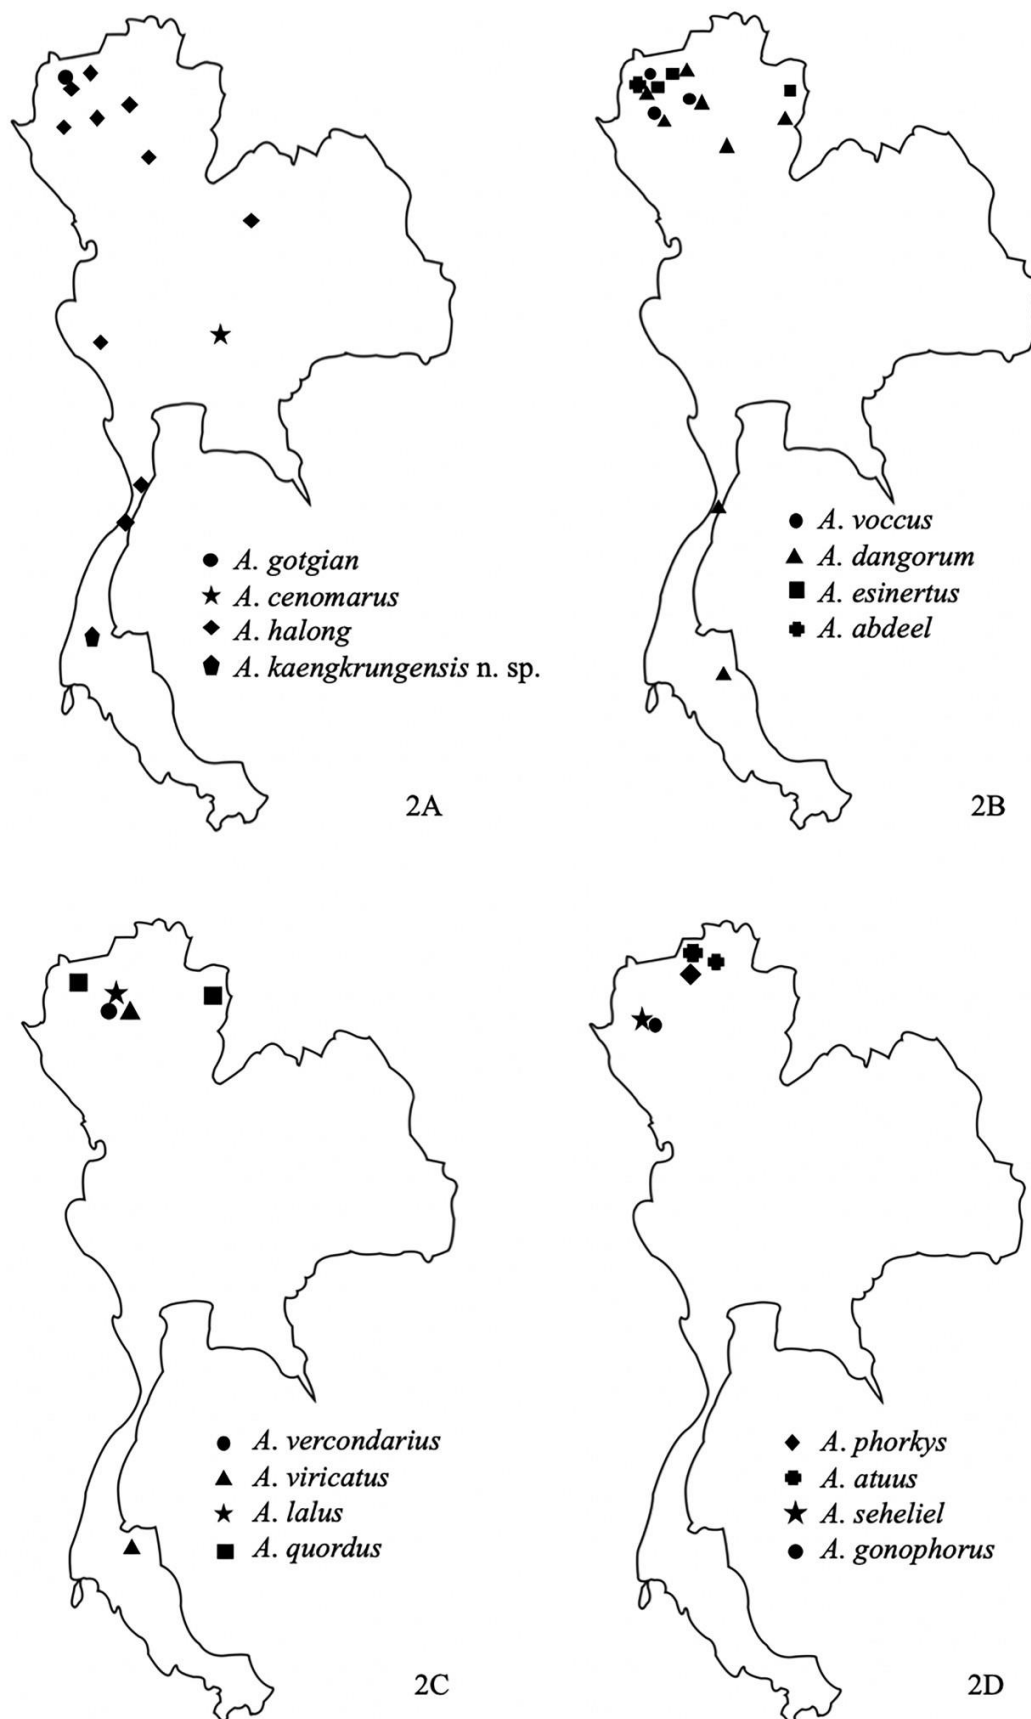 A. gotgian
A. cenomarus
A. halong
A. kaengkrungensis n. sp.
2A
A. voccus
A. dangorum
A. esinertus
A. abdeel
2B
A. vercondarius
A. viricatus
A. lalus
A. quordus
2C
A. phorkys
A. atuus
A. seheliel
A. gonophorus
2D